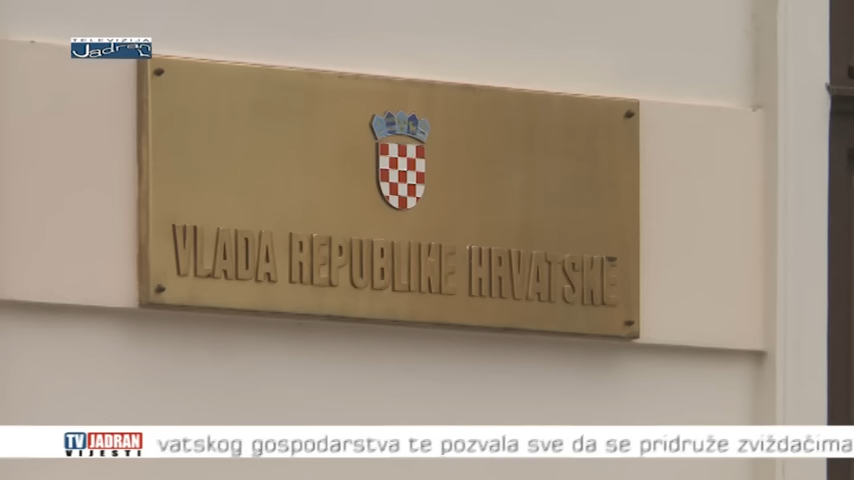 TELEVIZIJA
Jadran
VLADA REPUBLIKE HRVATSKE
TV JADRAN
VIJESTI
vatskog gospodarstva te pozvala sve da se pridruže zviždačima